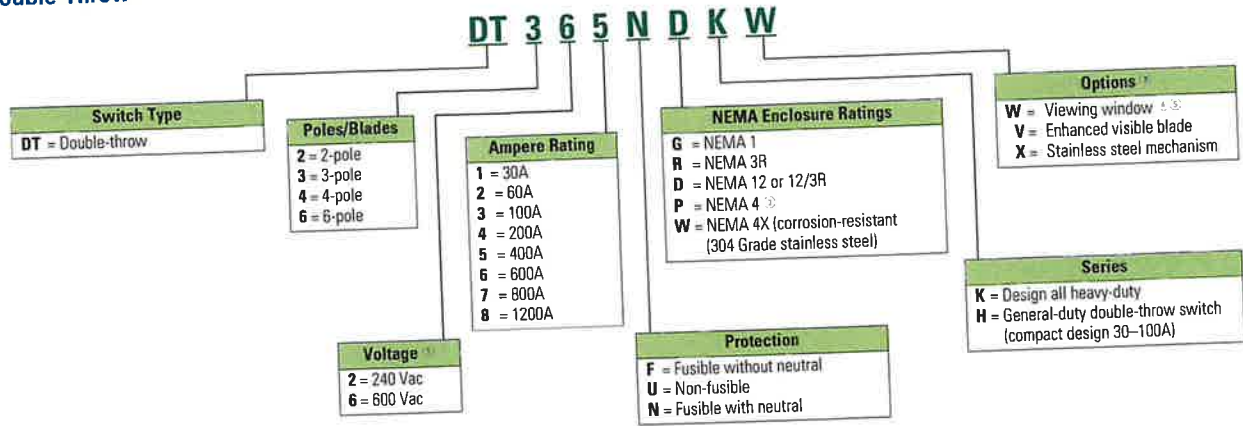 Double-Throw
DT 3 6 5 N D K W
Switch Type
DT = Double-throw
Poles/Blades
2 = 2-pole
3 = 3-pole
4 = 4-pole
6 = 6-pole
Voltage
2 = 240 Vac
6 = 600 Vac
Ampere Rating
1 = 30A
2 = 60A
3 = 100A
4 = 200A
5 = 400A
6 = 600A
7 = 800A
8 = 1200A
Protection
F = Fusible without neutral
U = Non-fusible
N = Fusible with neutral
NEMA Enclosure Ratings
G = NEMA 1
R = NEMA 3R
D = NEMA 12 or 12/3R
P = NEMA 4
W = NEMA 4X (corrosion-resistant
(304 Grade stainless steel)
Series
K = Design all heavy-duty
H = General-duty double-throw switch
(compact design 30–100A)
Options
W = Viewing window
V = Enhanced visible blade
X = Stainless steel mechanism